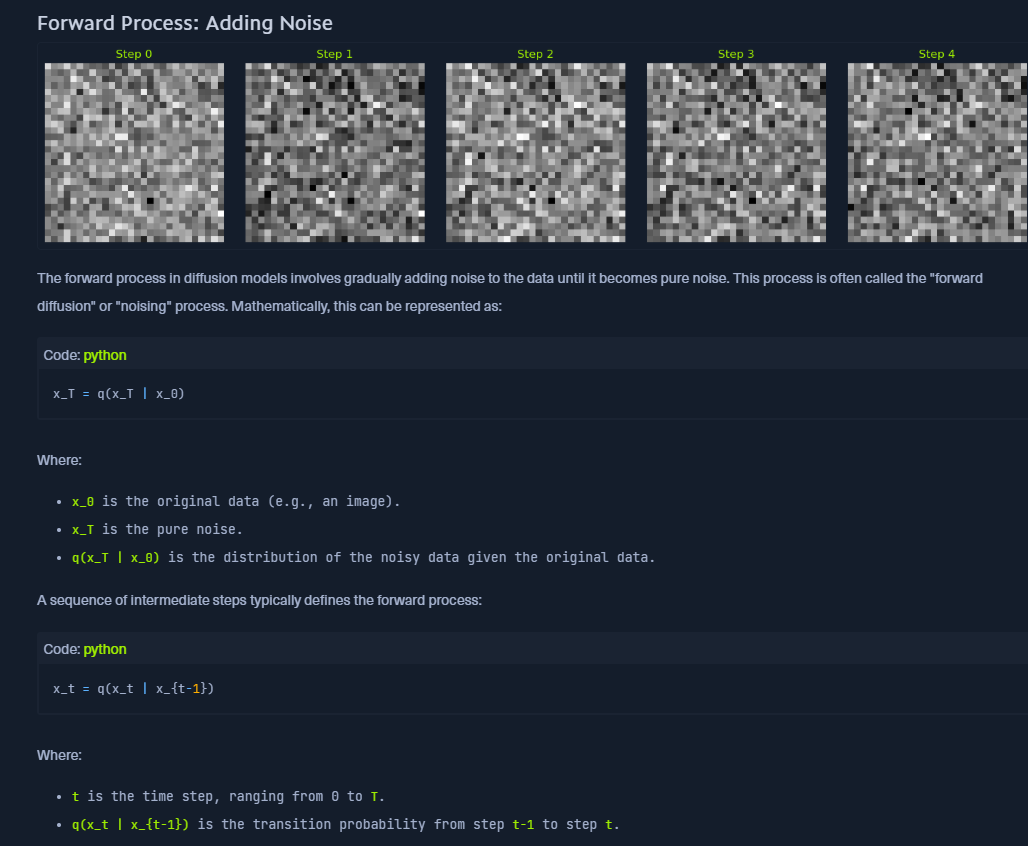 Forward Process: Adding Noise
Step 0 Step 1 Step 2 Step 3 Step 4
The forward process in diffusion models involves gradually adding noise to the data until it becomes pure noise. This process is often called the "forward
diffusion" or "noising" process. Mathematically, this can be represented as:
Code: python
x_T = q(x_T | x_0)
Where:
• x_0 is the original data (e.g., an image).
• x_T is the pure noise.
• q(x_T | x_0) is the distribution of the noisy data given the original data.
A sequence of intermediate steps typically defines the forward process:
Code: python
x_t = q(x_t | x_{t-1})
Where:
• t is the time step, ranging from 0 to T.
• q(x_t | x_{t-1}) is the transition probability from step t-1 to step t.